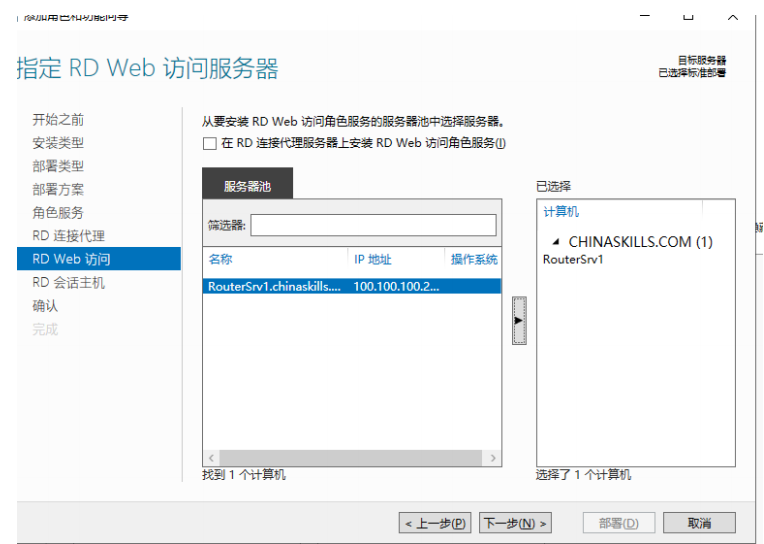 添加角色和功能向导
指定 RD Web 访问服务器
目标服务器
已选择标准部署
开始之前
安装类型
部署类型
部署方案
角色服务
RD 连接代理
RD Web 访问
RD 会话主机
确认
完成
从要安装 RD Web 访问角色服务的服务器池中选择服务器。
在 RD 连接代理服务器上安装 RD Web 访问角色服务(I)
服务器池
筛选器:
名称 IP 地址 操作系统
RouterSrv1.chinaskills.... 100.100.100.2...
找到 1 个计算机
已选择
计算机
CHINASKILLS.COM (1)
RouterSrv1
选择了 1 个计算机
< 上一步(P) 下一步(N) > 部署(D) 取消